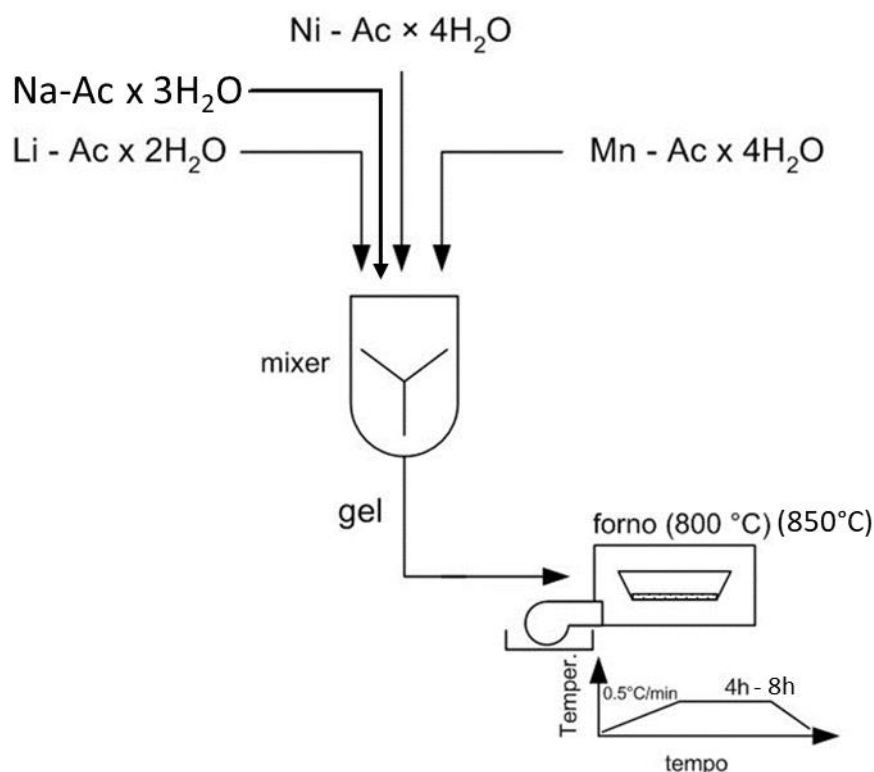 Ni - Ac × 4H₂O
Na-Ac x 3H₂O
Li - Ac x 2H₂O
Mn - Ac x 4H₂O
mixer
gel
forno (800 °C) (850°C)
Temper.
0.5°C/min
4h - 8h
tempo